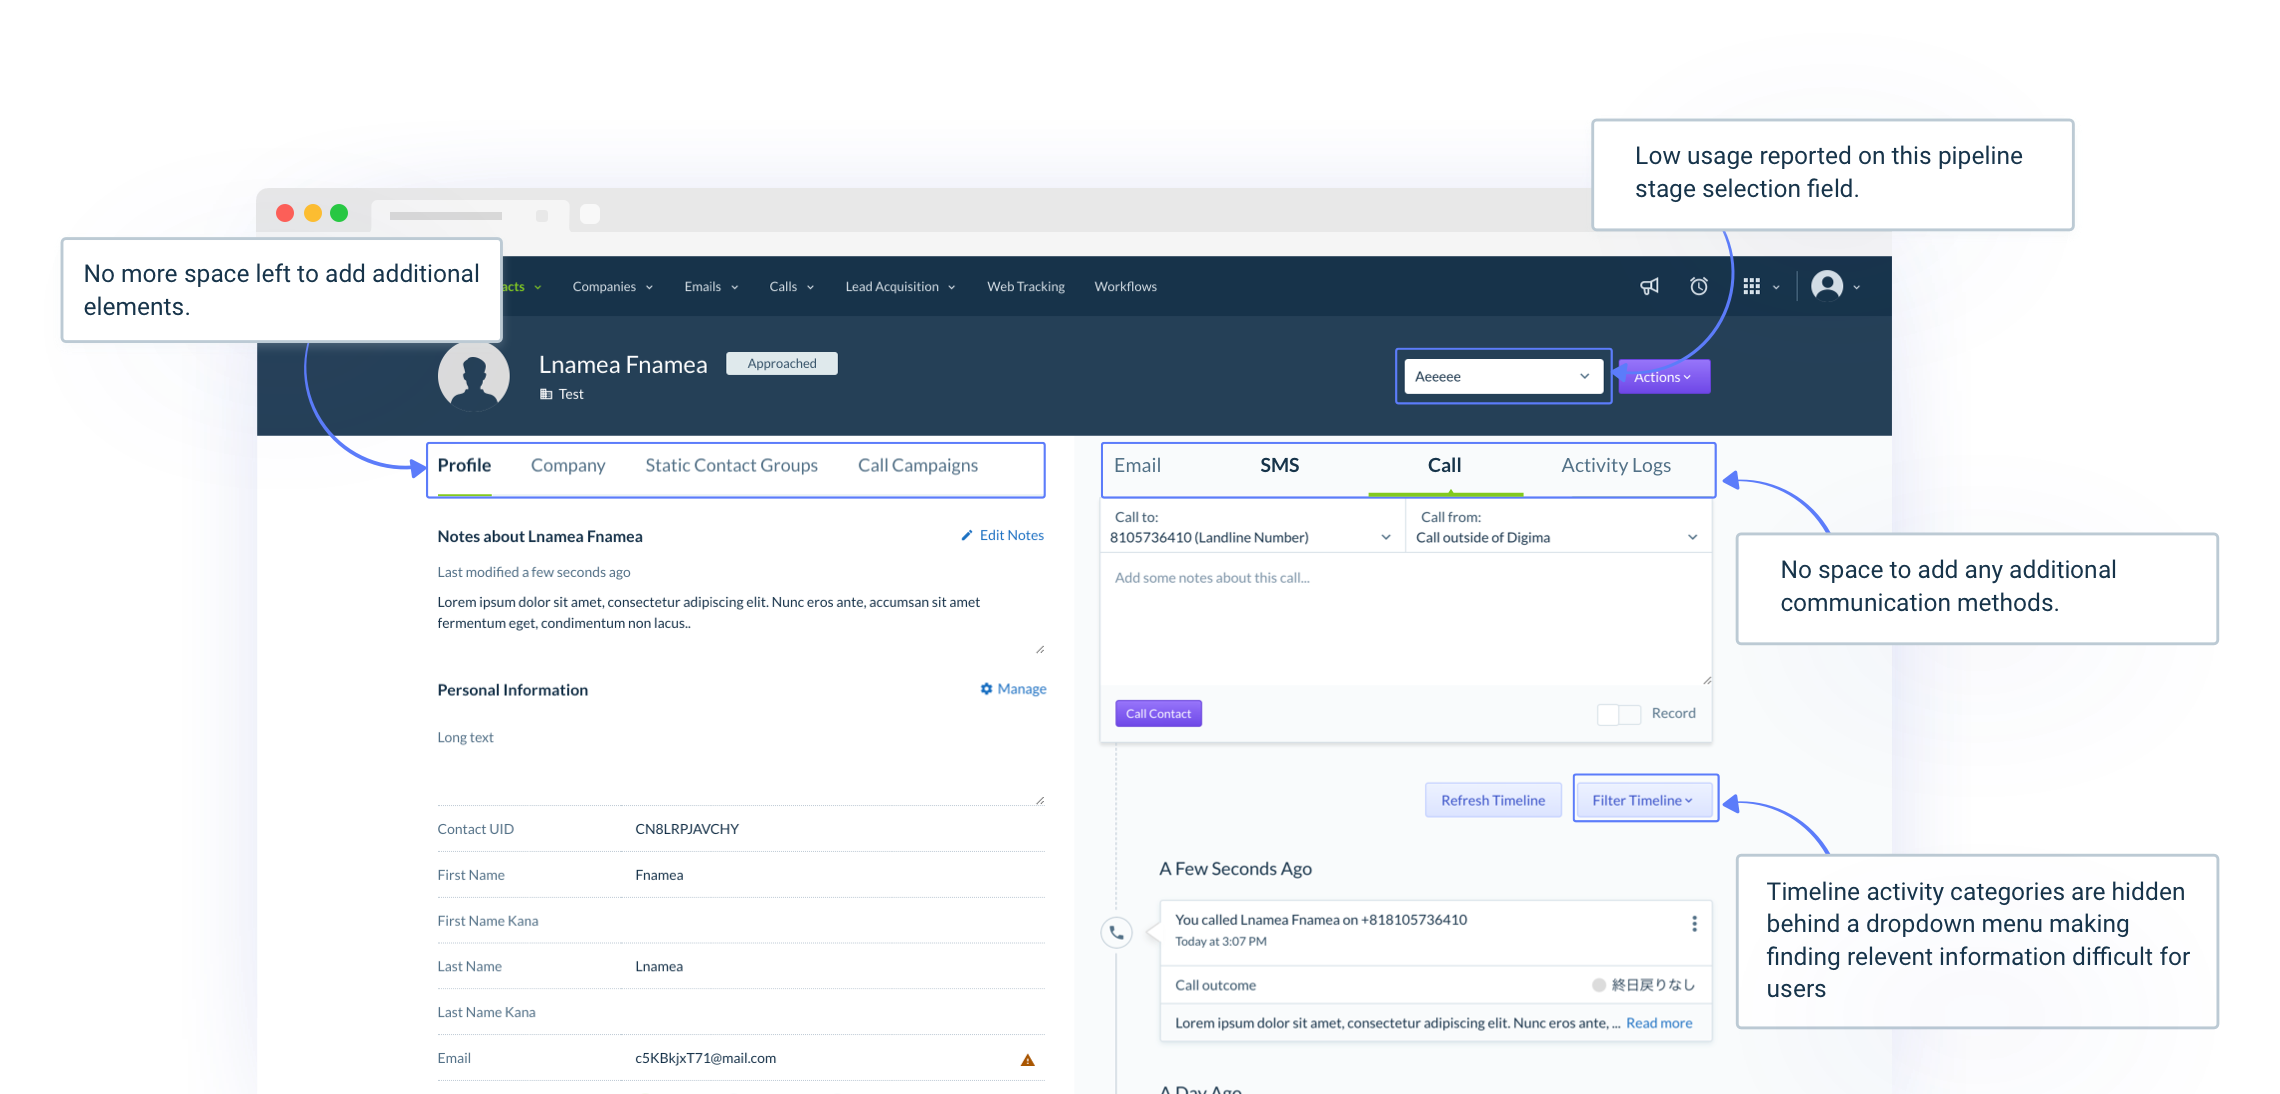 Low usage reported on this pipeline
stage selection field.
No more space left to add additional
elements.
acts
Companies
Emails
Calls
Lead Acquisition
Web Tracking
Workflows
Lnamea Fnamea
Approached
Test
Aeeeee
Actions
Profile
Company
Static Contact Groups
Call Campaigns
Email
SMS
Call
Activity Logs
Notes about Lnamea Fnamea
Edit Notes
Last modified a few seconds ago
Lorem ipsum dolor sit amet, consectetur adipiscing elit. Nunc eros ante, accumsan sit amet
fermentum eget, condimentum non lacus..
Personal Information
Manage
Long text
Contact UID
CN8LRPJAVCHY
First Name
Fnamea
First Name Kana
Last Name
Lnamea
Last Name Kana
Email
c5KBkjxT71@mail.com
Call to:
8105736410 (Landline Number)
Call from:
Call outside of Digima
Add some notes about this call...
Call Contact
Record
No space to add any additional
communication methods.
Refresh Timeline
Filter Timeline
A Few Seconds Ago
You called Lnamea Fnamea on +818105736410
Today at 3:07 PM
Call outcome
終日戻りなし
Lorem ipsum dolor sit amet, consectetur adipiscing elit. Nunc eros ante, ... Read more
A Day Ago
Timeline activity categories are hidden
behind a dropdown menu making
finding relevent information difficult for
users